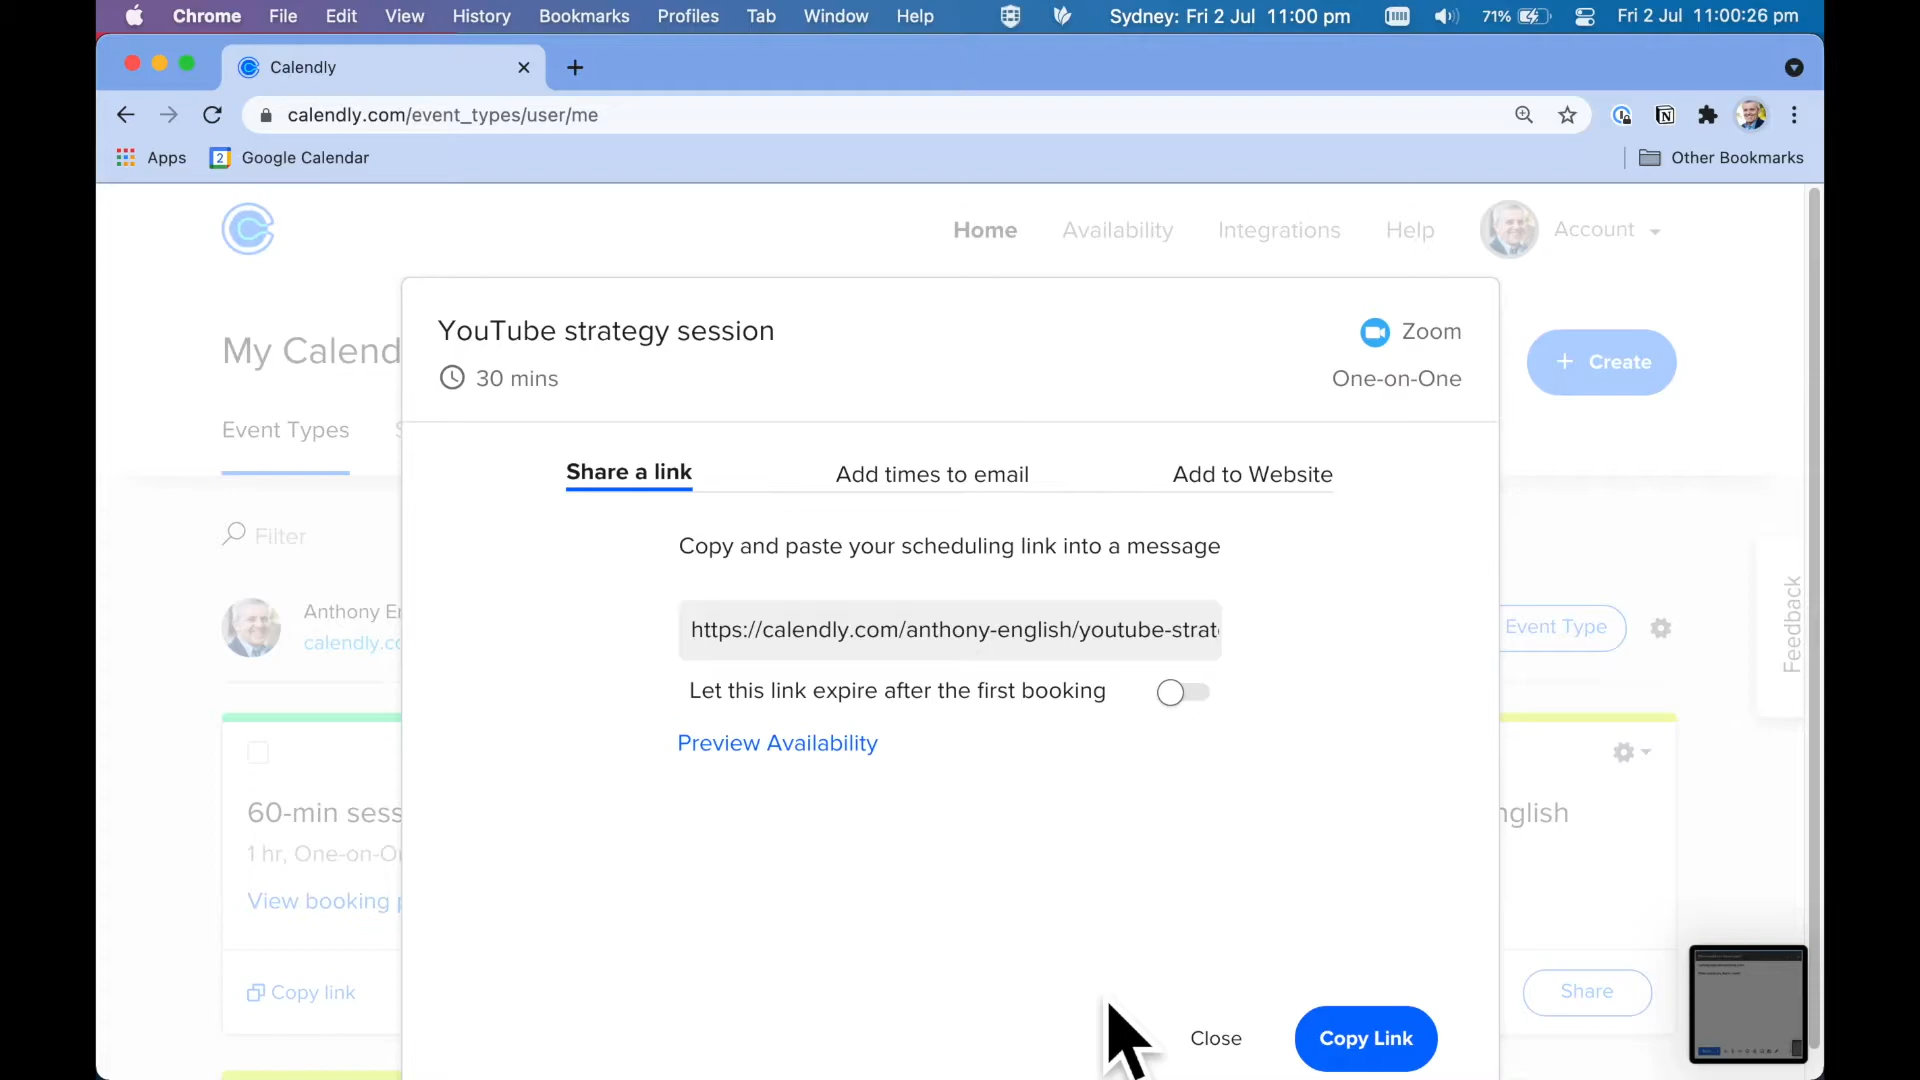 Chrome File Edit View History Bookmarks Profiles Tab Window Help Sydney: Fri 2 Jul 11:00 pm 71% Fri 2 Jul 11:00:26 pm
Calendly
calendly.com/event_types/user/me
Apps 2 Google Calendar Other Bookmarks
Home Availability Integrations Help Account
YouTube strategy session Zoom
My Calend + Create
30 mins One-on-One
Event Types S
Share a link Add times to email Add to Website
Filter
Copy and paste your scheduling link into a message
Anthony En
https://calendly.com/anthony-english/youtube-strat
Event Type
calendly.co
Feedback
Let this link expire after the first booking
Preview Availability
60-min sess
nglish
1 hr, One-on-O
View booking p
Copy link Share
Close Copy Link